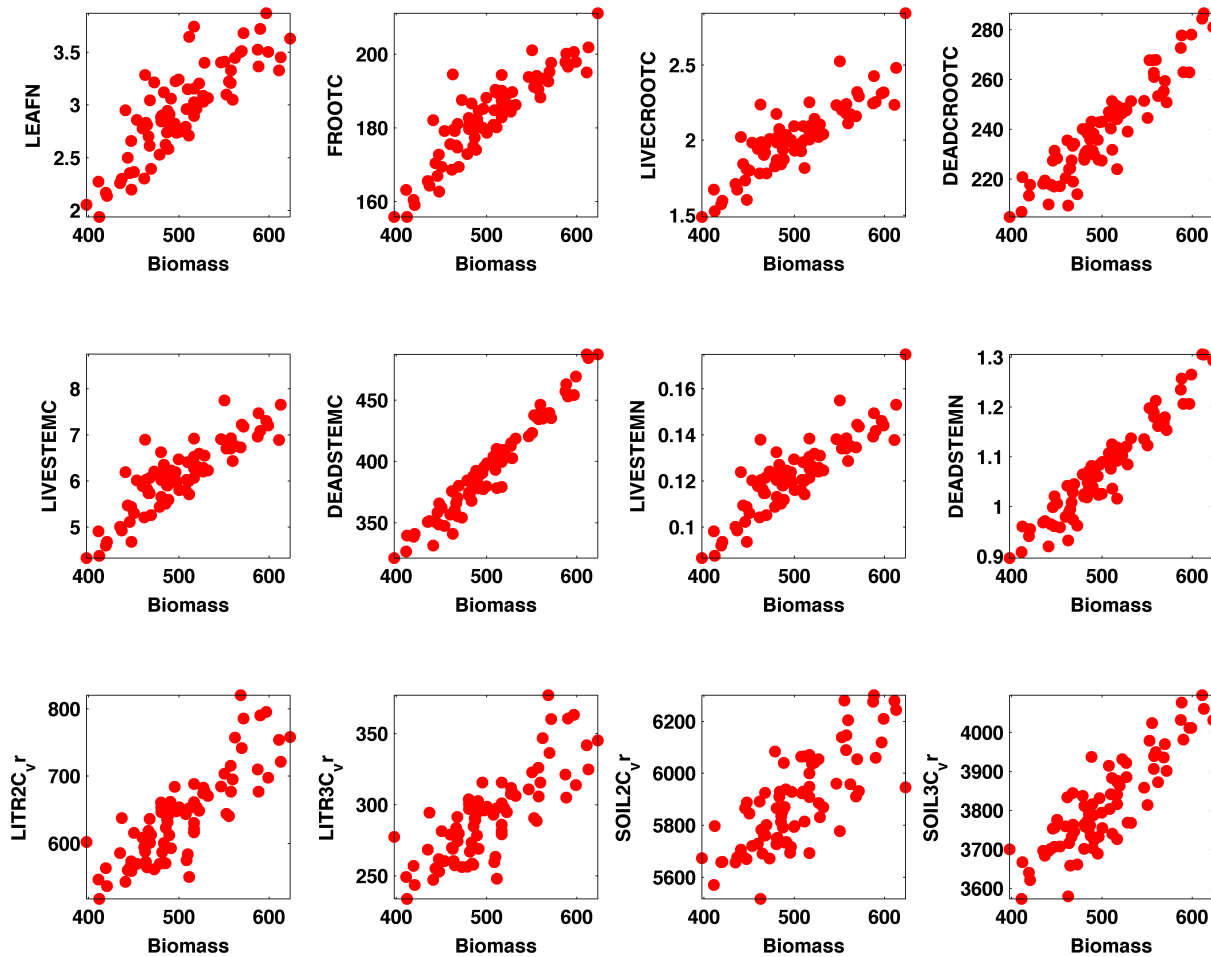 LEAFN
3.5
3
2.5
2
400 500 600
Biomass
FROOTC
200
180
160
400 500 600
Biomass
LIVECROOTC
2.5
2
1.5
400 500 600
Biomass
DEADCROOTC
280
260
240
220
400 500 600
Biomass
LIVESTEMC
8
7
6
5
400 500 600
Biomass
DEADSTEMC
450
400
350
400 500 600
Biomass
LIVESTEMN
0.16
0.14
0.12
0.1
400 500 600
Biomass
DEADSTEMN
1.3
1.2
1.1
1
0.9
400 500 600
Biomass
LITR2Cvr
800
700
600
400 500 600
Biomass
LITR3Cvr
350
300
250
400 500 600
Biomass
SOIL2Cvr
6200
6000
5800
5600
400 500 600
Biomass
SOIL3Cvr
4000
3900
3800
3700
3600
400 500 600
Biomass